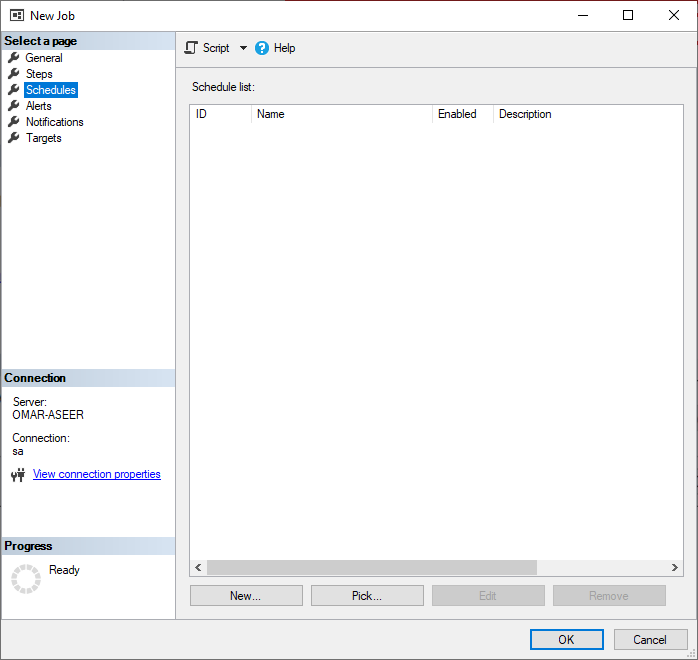 New Job
Select a page
General
Steps
Schedules
Alerts
Notifications
Targets
Connection
Server:
OMAR-ASEER
Connection:
sa
View connection properties
Progress
Ready
Script
Help
Schedule list:
ID Name Enabled Description
New... Pick... Edit Remove
OK Cancel